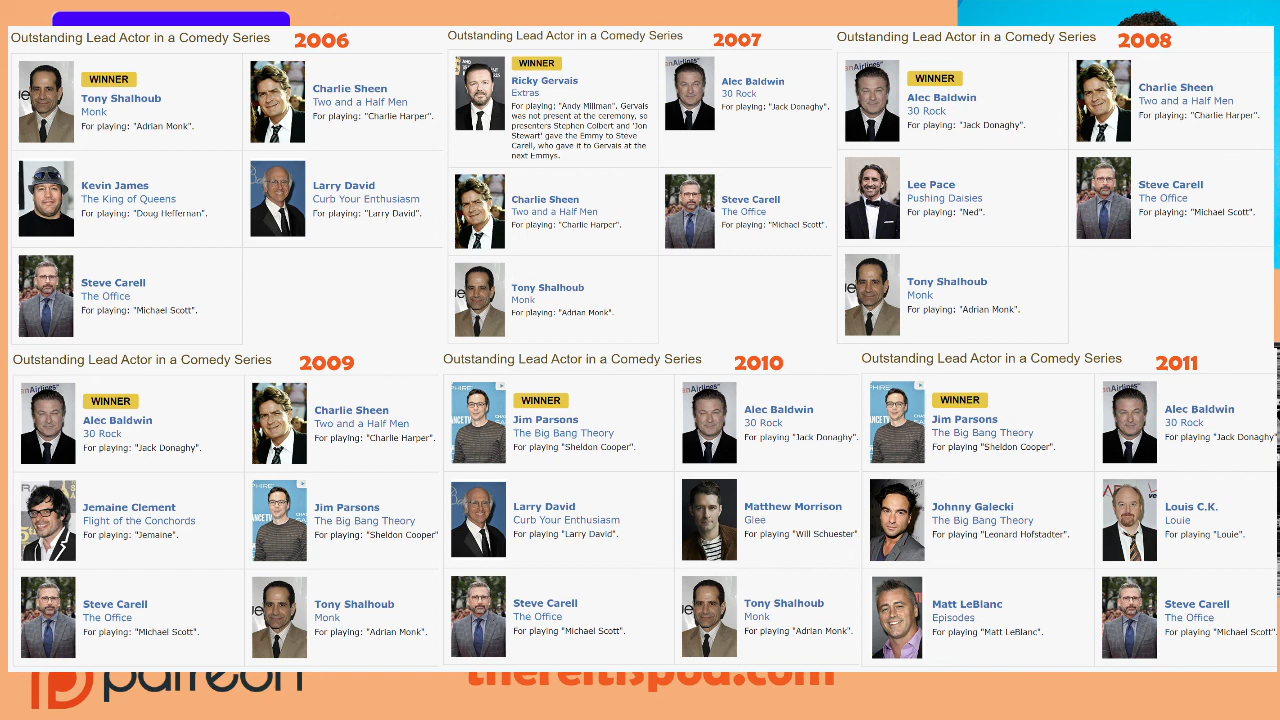 Outstanding Lead Actor in a Comedy Series 2006
WINNER
Tony Shalhoub
Monk
For playing: "Adrian Monk".
Charlie Sheen
Two and a Half Men
For playing: "Charlie Harper".
Kevin James
The King of Queens
For playing: "Doug Heffernan".
Larry David
Curb Your Enthusiasm
For playing: "Larry David".
Steve Carell
The Office
For playing: "Michael Scott".
Outstanding Lead Actor in a Comedy Series 2007
WINNER
Ricky Gervais
Extras
For playing: "Andy Millman". Gervais
was not present at the ceremony, so
presenters Stephen Colbert and 'Jon
Stewart' gave the Emmy to Steve
Carell, who gave it to Gervais at the
next Emmys.
Alec Baldwin
30 Rock
For playing: "Jack Donaghy".
Charlie Sheen
Two and a Half Men
For playing: "Charlie Harper".
Steve Carell
The Office
For playing: "Michael Scott".
Tony Shalhoub
Monk
For playing: "Adrian Monk".
Outstanding Lead Actor in a Comedy Series 2008
WINNER
Alec Baldwin
30 Rock
For playing: "Jack Donaghy".
Charlie Sheen
Two and a Half Men
For playing: "Charlie Harper".
Lee Pace
Pushing Daisies
For playing: "Ned".
Steve Carell
The Office
For playing: "Michael Scott".
Tony Shalhoub
Monk
For playing: "Adrian Monk".
Outstanding Lead Actor in a Comedy Series 2009
WINNER
Alec Baldwin
30 Rock
For playing: "Jack Don
Charlie Sheen
Two and a Half Men
For playing: "Charlie Harper".
Jemaine Clement
Flight of the Conchords
For playing: "Jemaine".
Jim Parsons
The Big Bang Theory
For playing: "Sheldon Cooper"
Steve Carell
The Office
For playing: "Michael Scott".
Tony Shalhoub
Monk
For playing: "Adrian Monk".
Outstanding Lead Actor in a Comedy Series 2010
WINNER
Jim Parsons
The Big Bang Theory
For playing "Sheldon Coo
Alec Baldwin
30 Rock
For playing "Jack Donaghy".
Larry David
Curb Your Enthusiasm
For playing "Larry David".
Matthew Morrison
Glee
For playing "Will Schuester"
Steve Carell
The Office
For playing "Michael Scott".
Tony Shalhoub
Monk
For playing "Adrian Monk".
Outstanding Lead Actor in a Comedy Series 2011
WINNER
Jim Parsons
The Big Bang Theory
For playing "Sheldon Cooper".
Alec Baldwin
30 Rock
For playing "Jack Donaghy
Johnny Galecki
The Big Bang Theory
For playing "Leonard Hofstadter".
Louis C.K.
Louie
For playing "Louie".
Matt LeBlanc
Episodes
For playing "Matt LeBlanc".
Steve Carell
The Office
For playing "Michael Scott".
patreon
thereitispod.com